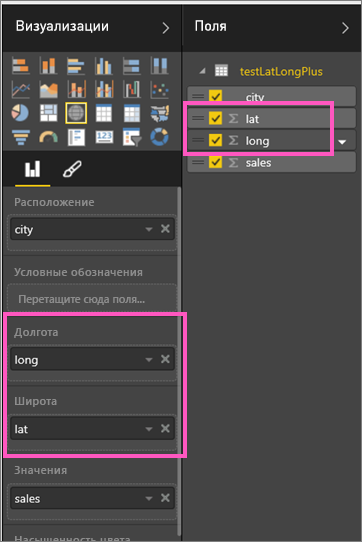 Визуализации
Поля
testLatLongPlus
city
lat
long
sales
Расположение
city
Условные обозначения
Перетащите сюда поля...
Долгота
long
Широта
lat
Значения
sales
Насыщенность цвета